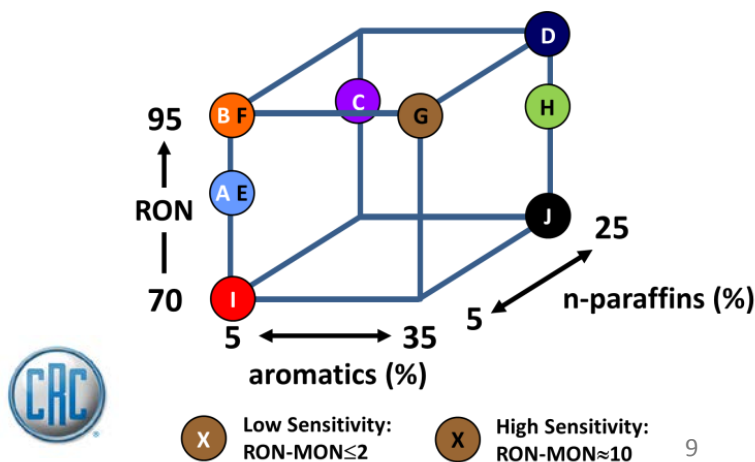 D
C
H
B F
G
95
A E
RON
J
25
70
I
n-paraffins (%)
5
5
35
aromatics (%)
CRC
X
Low Sensitivity:
RON-MON≤2
X
High Sensitivity:
RON-MON≈10
9